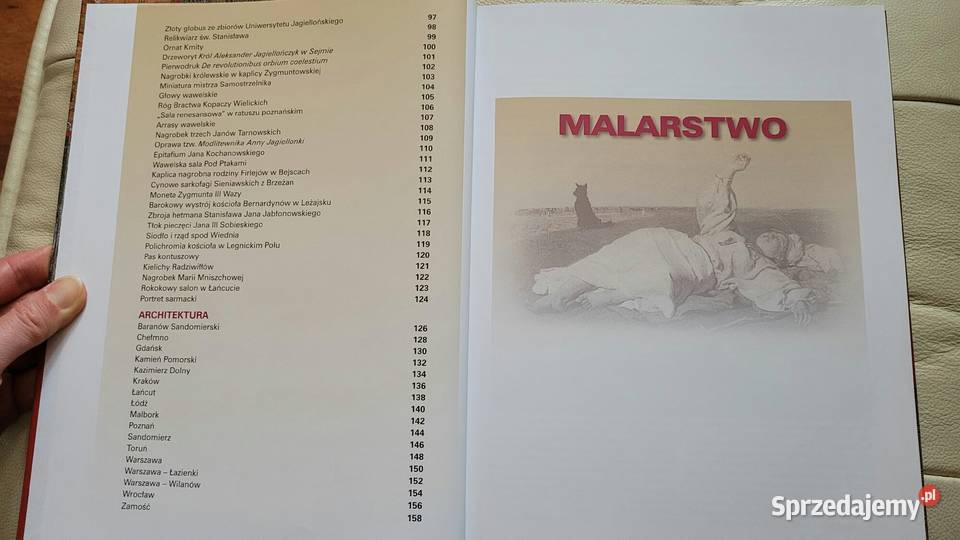 Złoty globus ze zbiorów Uniwersytetu Jagiellońskiego 97
Relikwiarz św. Stanisława 98
Ornat Kmity 99
Drzeworyt Król Aleksander Jagiellończyk w Sejmie 100
Pierwodruk De revolutionibus orbium coelestium 101
Nagrobki królewskie w kaplicy Zygmuntowskiej 102
Miniatura mistrza Samostrzelnika 103
Głowy wawelskie 104
Róg Bractwa Kopaczy Wielickich 105
„Sala renesansowa" w ratuszu poznańskim 106
Arrasy wawelskie 107
Nagrobek trzech Janów Tarnowskich 108
Oprawa tzw. Modlitewnika Anny Jagiellonki 109
Epitafium Jana Kochanowskiego 110
Wawelska sala Pod Ptakami 111
Kaplica nagrobna rodziny Firlejów w Bejscach 112
Cynowe sarkofagi Sieniawskich z Brzeżan 113
Moneta Zygmunta III Wazy 114
Barokowy wystrój kościoła Bernardynów w Leżajsku 115
Zbroja hetmana Stanisława Jana Jabłonowskiego 116
Tłok pieczęci Jana III Sobieskiego 117
Siodło i rząd spod Wiednia 118
Polichromia kościoła w Legnickim Polu 119
Pas kontuszowy 120
Kielichy Radziwiłłów 121
Nagrobek Marii Mniszchowej 122
Rokokowy salon w Łańcucie 123
Portret sarmacki 124
ARCHITEKTURA
Baranów Sandomierski 126
Chełmno 128
Gdańsk 130
Kamień Pomorski 132
Kazimierz Dolny 134
Kraków 136
Łańcut 138
Łódź 140
Malbork 142
Poznań 144
Sandomierz 146
Toruń 148
Warszawa 150
Warszawa – Łazienki 152
Warszawa – Wilanów 154
Wrocław 156
Zamość 158
MALARSTWO
Sprzedajemy.pl